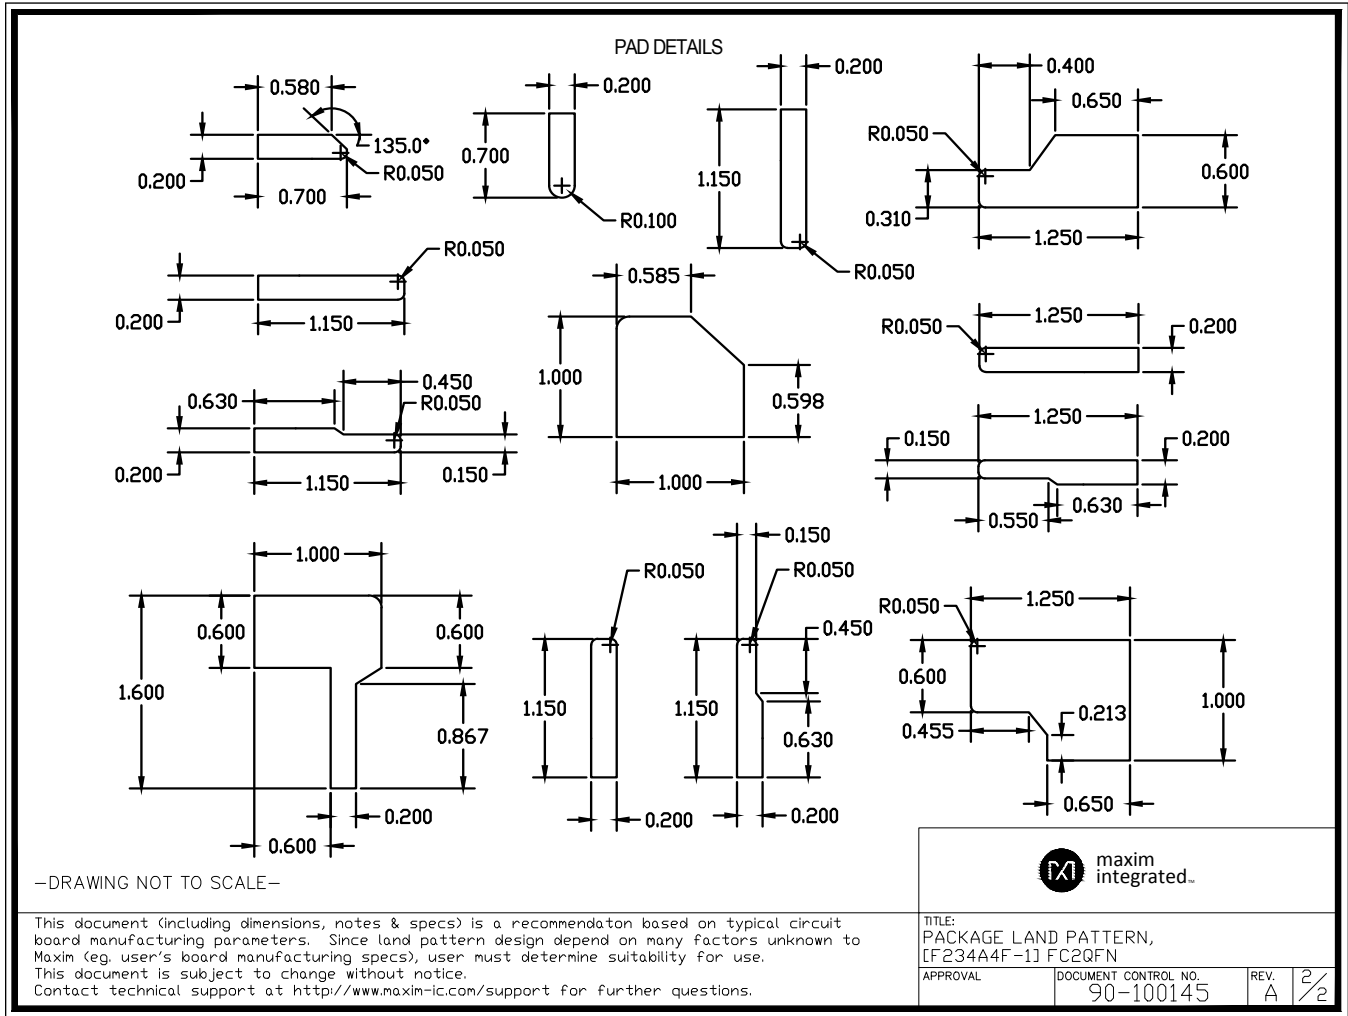 PAD DETAILS
0.580
135.0°
R0.050
0.200
0.700
0.200
0.700
R0.100
0.200
1.150
R0.050
0.400
0.650
R0.050
0.600
0.310
1.250
R0.050
0.200
1.150
0.585
1.000
0.598
1.000
1.250
R0.050
0.200
0.450
0.630
R0.050
0.200
1.150
0.150
1.250
0.150
0.200
0.630
0.550
1.000
0.600
0.600
1.600
0.867
0.200
0.600
R0.050
1.150
0.200
0.150
R0.050
0.450
1.150
0.630
0.200
1.250
R0.050
0.600
1.000
0.213
0.455
0.650
-DRAWING NOT TO SCALE-
This document (including dimensions, notes & specs) is a recommendaton based on typical circuit
board manufacturing parameters. Since land pattern design depend on many factors unknown to
Maxim (eg. user's board manufacturing specs), user must determine suitability for use.
This document is subject to change without notice.
Contact technical support at http://www.maxim-ic.com/support for further questions.
maxim
integrated™
TITLE:
PACKAGE LAND PATTERN,
[F234A4F-1] FC2QFN
APPROVAL
DOCUMENT CONTROL NO.
90-100145
REV.
A
2/2